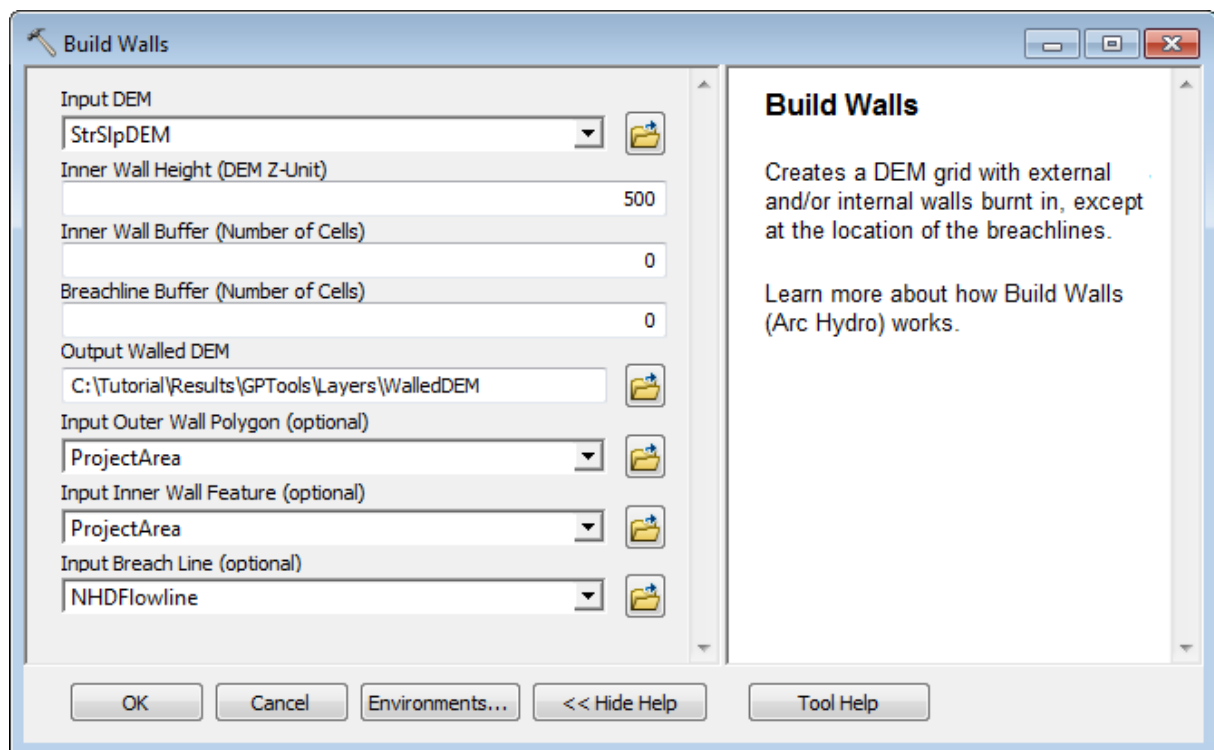 Build Walls
Input DEM
StrSlpDEM
Inner Wall Height (DEM Z-Unit)
500
Inner Wall Buffer (Number of Cells)
0
Breachline Buffer (Number of Cells)
0
Output Walled DEM
C:\Tutorial\Results\GPTools\Layers\WalledDEM
Input Outer Wall Polygon (optional)
ProjectArea
Input Inner Wall Feature (optional)
ProjectArea
Input Breach Line (optional)
NHDFlowline
Build Walls
Creates a DEM grid with external
and/or internal walls burnt in, except
at the location of the breachlines.
Learn more about how Build Walls
(Arc Hydro) works.
OK
Cancel
Environments...
<< Hide Help
Tool Help